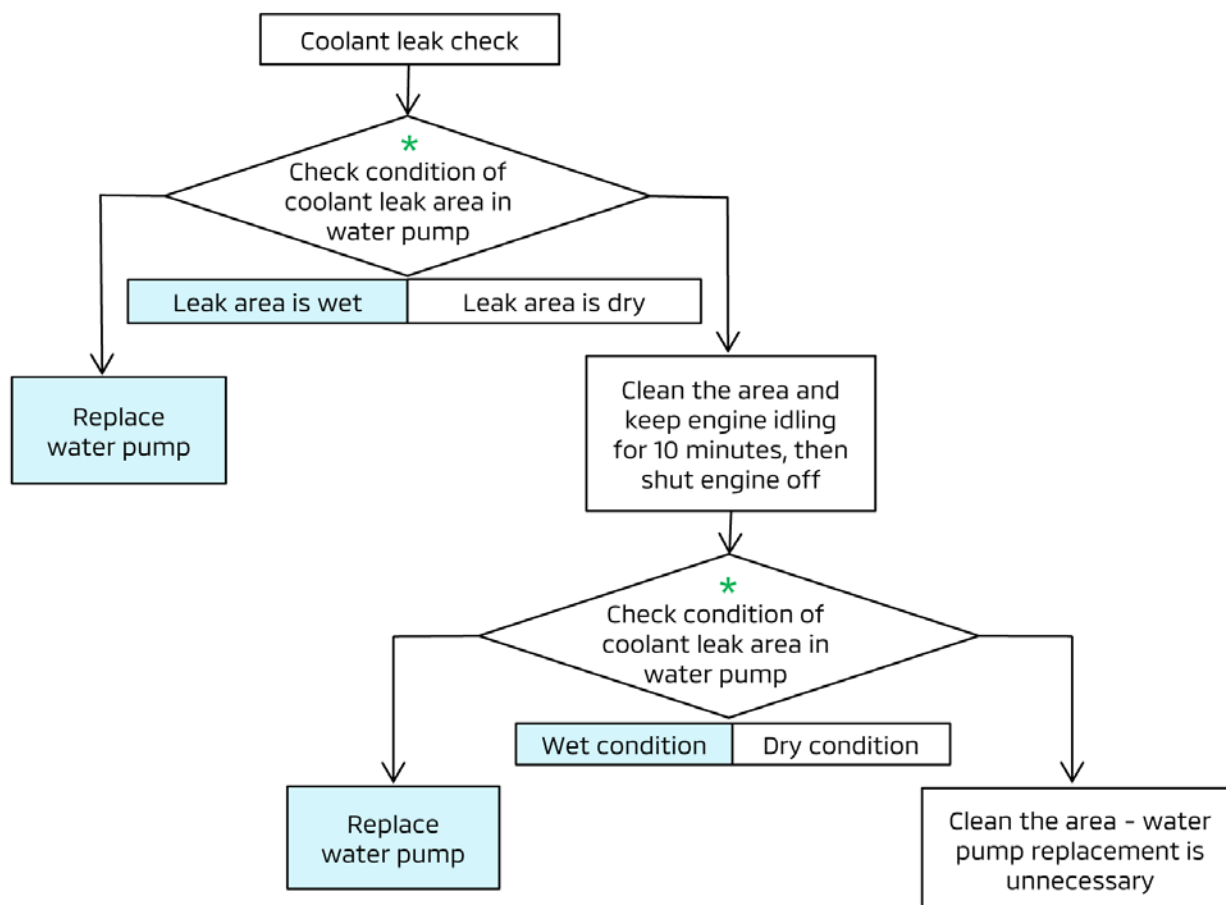 Coolant leak check
*
Check condition of
coolant leak area in
water pump
Leak area is wet
Leak area is dry
Replace
water pump
Clean the area and
keep engine idling
for 10 minutes, then
shut engine off
*
Check condition of
coolant leak area in
water pump
Wet condition
Dry condition
Replace
water pump
Clean the area - water
pump replacement is
unnecessary